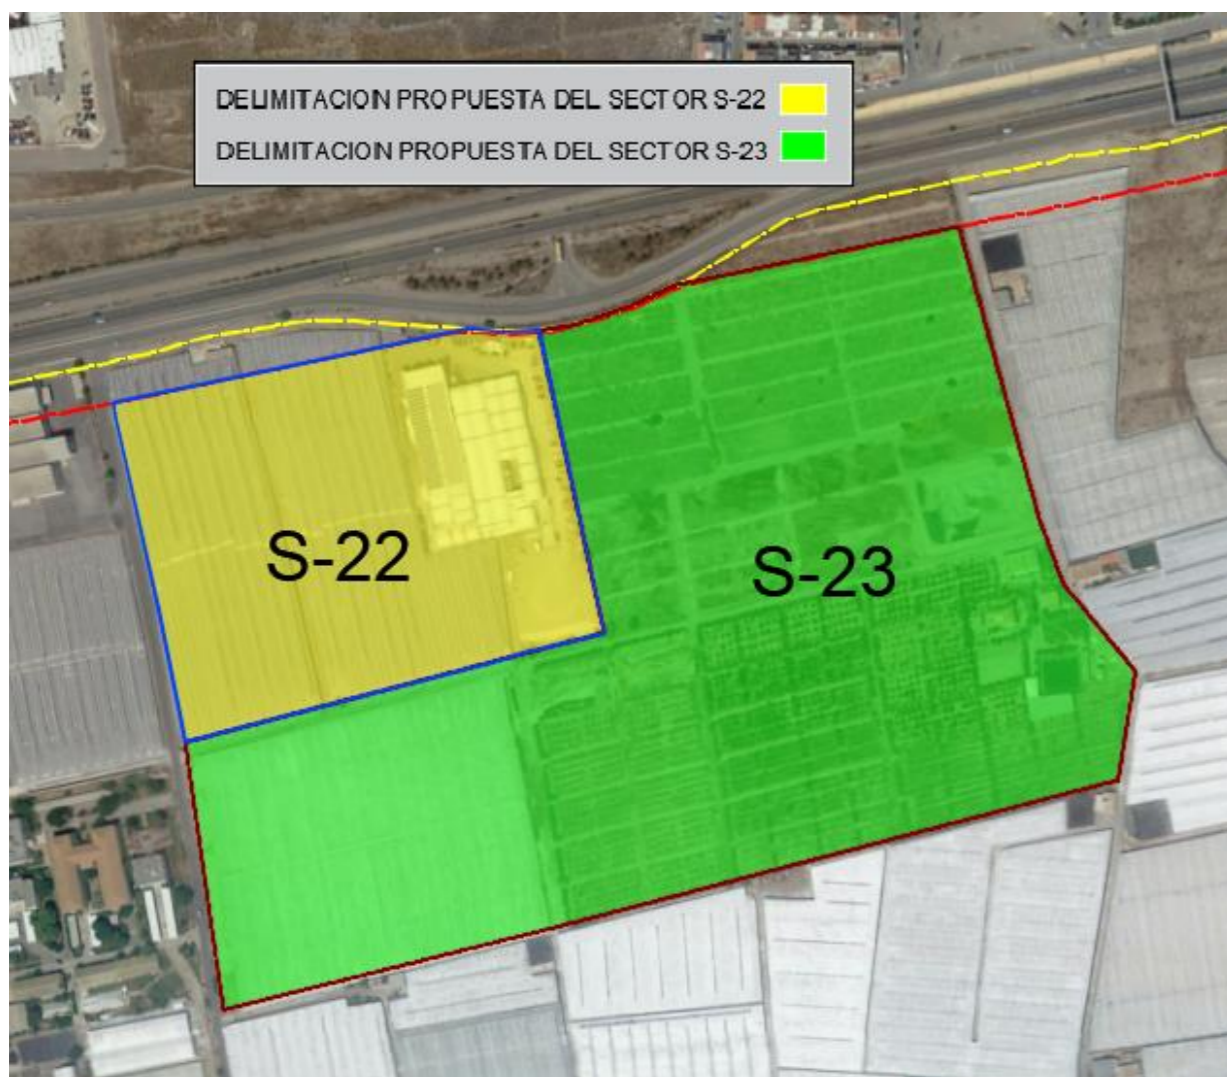 DELIMITACION PROPUESTA DEL SECTOR S-22
DELIMITACION PROPUESTA DEL SECTOR S-23
S-22
S-23